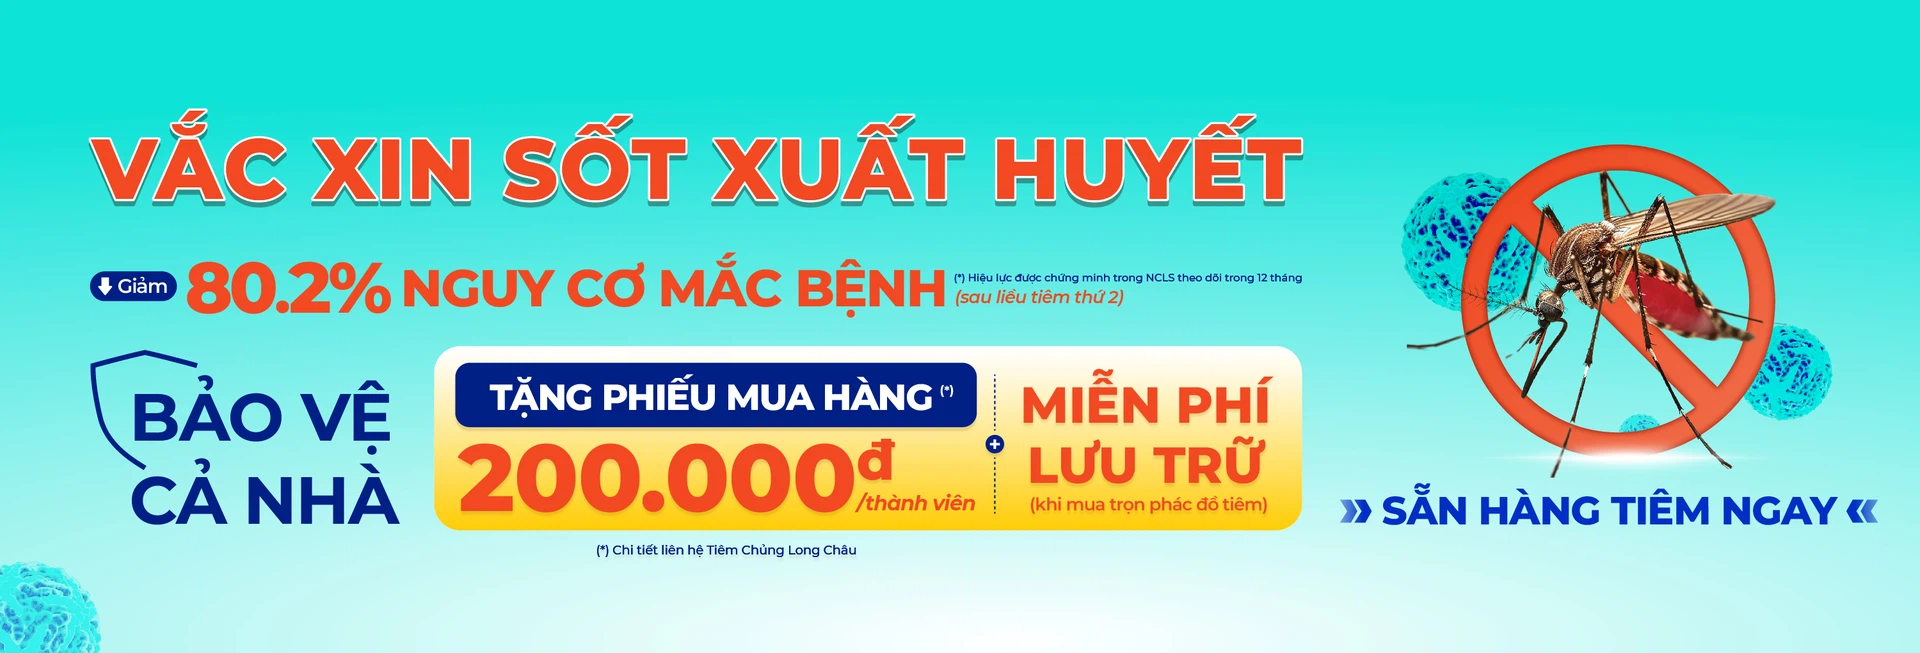 VẮC XIN SỐT XUẤT HUYẾT
Giảm 80.2% NGUY CƠ MẮC BỆNH
(*) Hiệu lực được chứng minh trong NCLS theo dõi trong 12 tháng
(sau liều tiêm thứ 2)
BẢO VỆ
CẢ NHÀ
TẶNG PHIẾU MUA HÀNG (*)
200.000đ
/thành viên
+
MIỄN PHÍ
LƯU TRỮ
(khi mua trọn phác đồ tiêm)
(*) Chi tiết liên hệ Tiêm Chủng Long Châu
SẴN HÀNG TIÊM NGAY